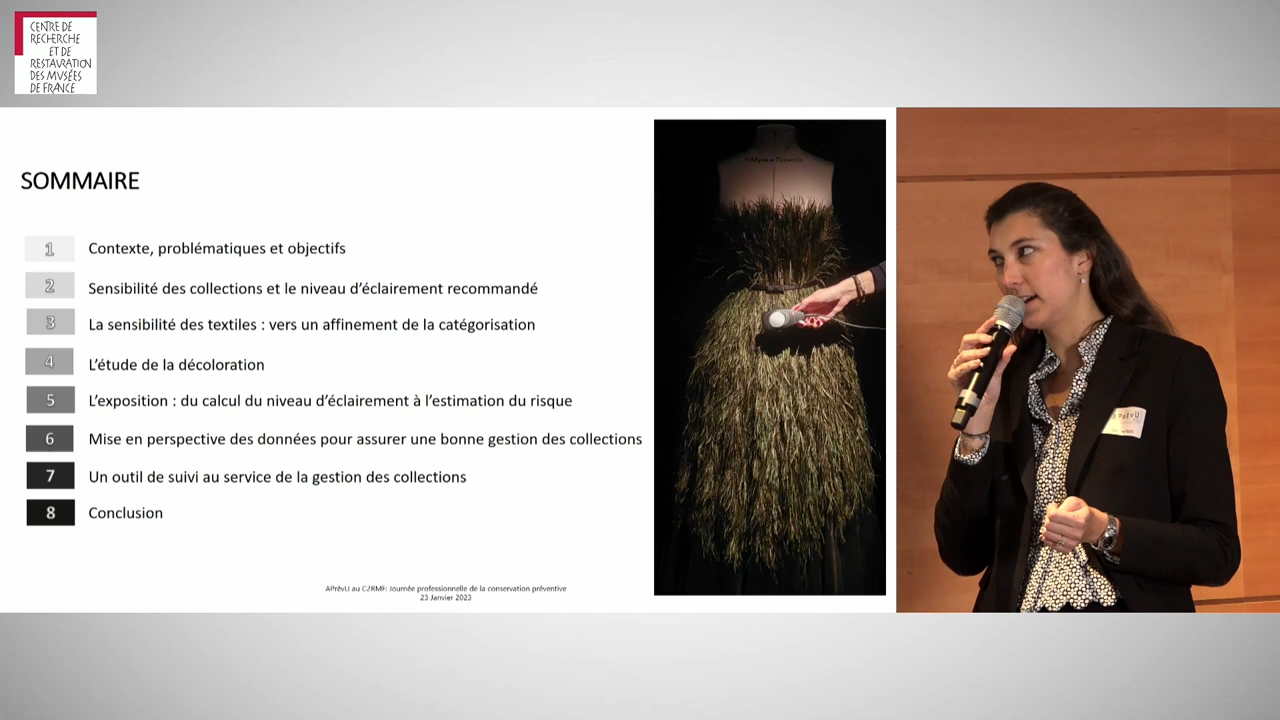 CENTRE DE
RECHERCHE
ET DE
RESTAURATION
DES MUSÉES
DE FRANCE
SOMMAIRE
1 Contexte, problématiques et objectifs
2 Sensibilité des collections et le niveau d’éclairement recommandé
3 La sensibilité des textiles : vers un affinement de la catégorisation
4 L’étude de la décoloration
5 L’exposition : du calcul du niveau d’éclairement à l’estimation du risque
6 Mise en perspective des données pour assurer une bonne gestion des collections
7 Un outil de suivi au service de la gestion des collections
8 Conclusion
APrévU au C2RMF: Journée professionnelle de la conservation préventive
23 Janvier 2023